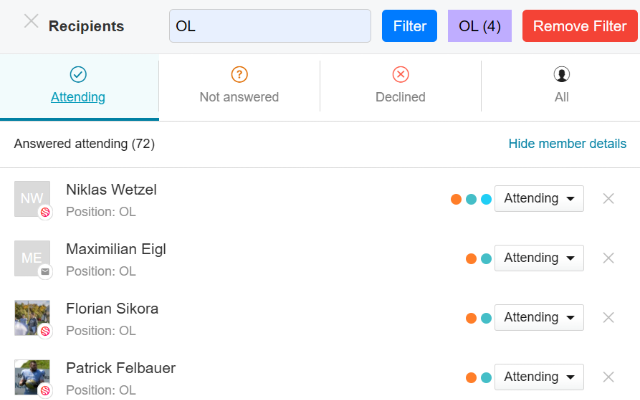 Recipients
OL
Filter
OL (4)
Remove Filter
Attending
Not answered
Declined
All
Answered attending (72)
Hide member details
NW
Niklas Wetzel
Position: OL
Attending
ME
Maximilian Eigl
Position: OL
Attending
Florian Sikora
Position: OL
Attending
Patrick Felbauer
Position: OL
Attending